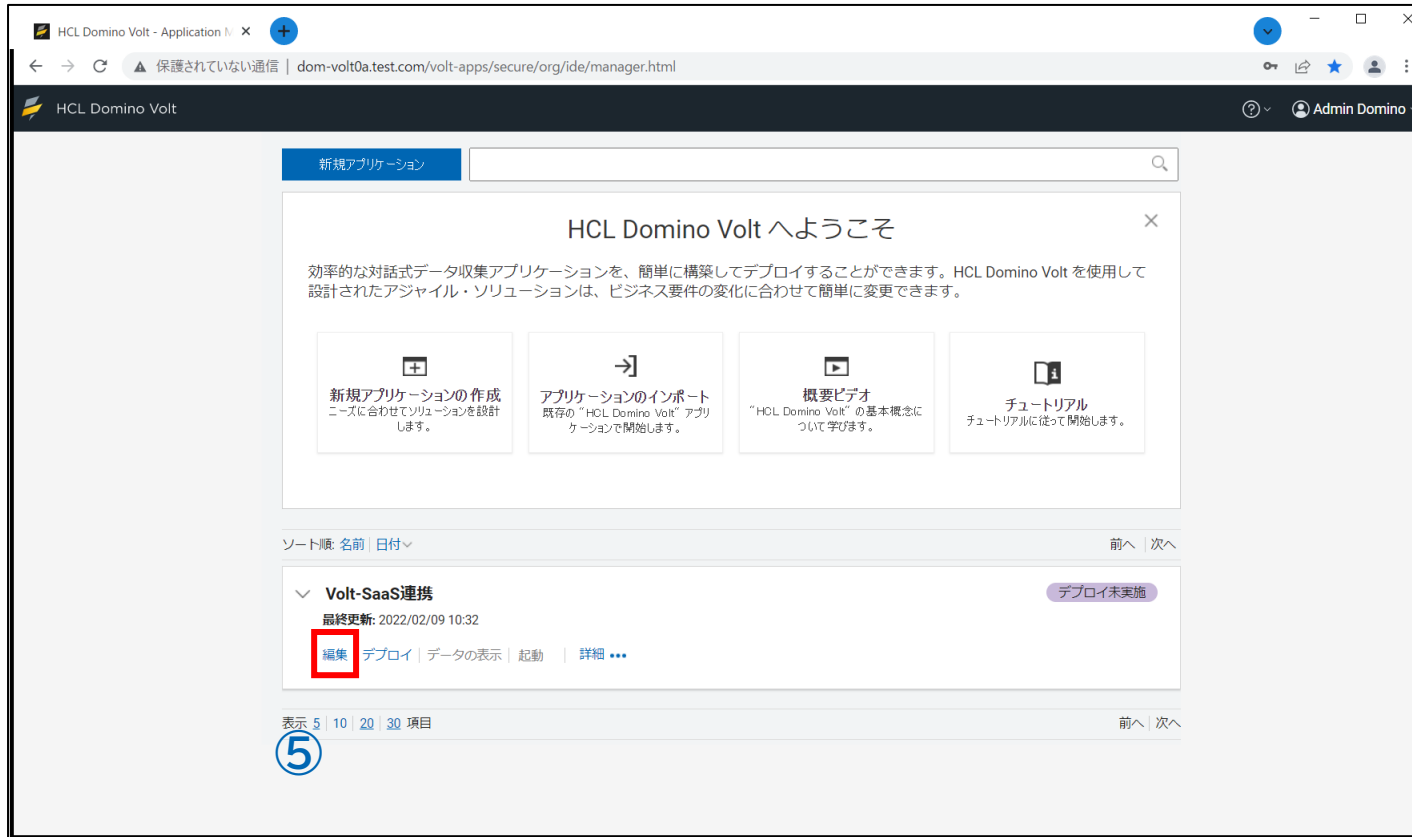 HCL Domino Volt - Application M
保護されていない通信 | dom-volt0a.test.com/volt-apps/secure/org/ide/manager.html
HCL Domino Volt
Admin Domino
新規アプリケーション
HCL Domino Volt へようこそ
効率的な対話式データ収集アプリケーションを、簡単に構築してデプロイすることができます。HCL Domino Volt を使用して
設計されたアジャイル・ソリューションは、ビジネス要件の変化に合わせて簡単に変更できます。
新規アプリケーションの作成
ニーズに合わせてソリューションを設計
します。
アプリケーションのインポート
既存の "HCL Domino Volt" アプリ
ケーションで開始します。
概要ビデオ
"HCL Domino Volt" の基本概念に
ついて学びます。
チュートリアル
チュートリアルに従って開始します。
ソート順: 名前 | 日付
前へ | 次へ
Volt-SaaS連携
デプロイ未実施
最終更新: 2022/02/09 10:32
編集 デプロイ | データの表示 | 起動 | 詳細 •••
表示 5 | 10 | 20 | 30 項目
前へ | 次へ
⑤